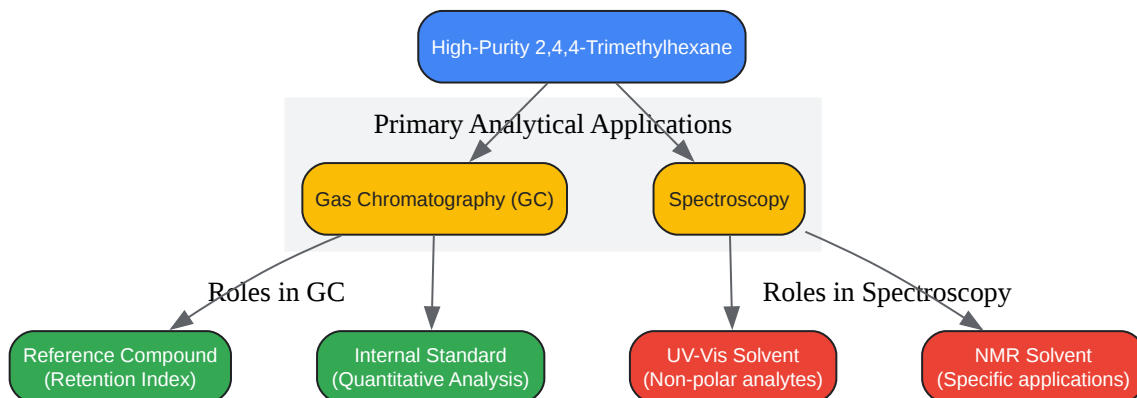 High-Purity 2,4,4-Trimethylhexane
Primary Analytical Applications
Gas Chromatography (GC)
Spectroscopy
Roles in GC
Roles in Spectroscopy
Reference Compound
(Retention Index)
Internal Standard
(Quantitative Analysis)
UV-Vis Solvent
(Non-polar analytes)
NMR Solvent
(Specific applications)